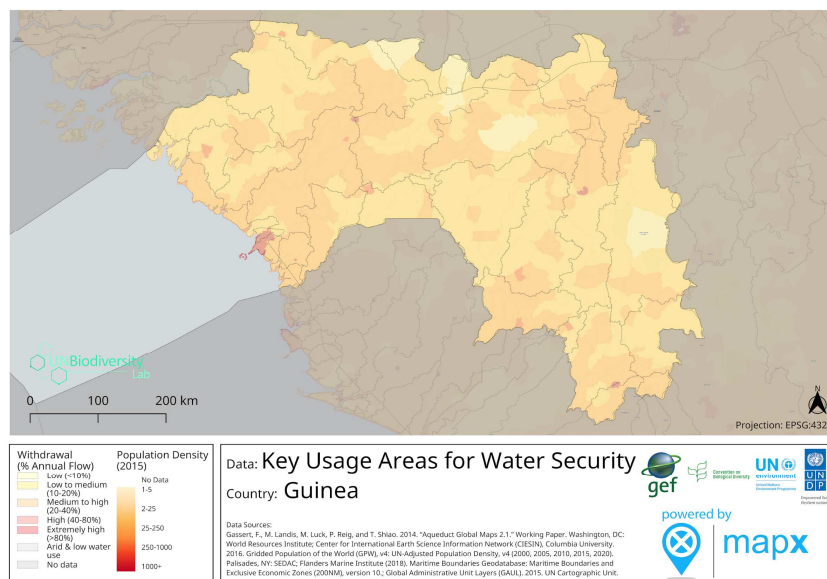 UNBiodiversity
Lab
0 100 200 km
N
Projection: EPSG:432
Withdrawal
(% Annual Flow)
Low (<10%)
Low to medium
(10-20%)
Medium to high
(20-40%)
High (40-80%)
Extremely high
(>80%)
Arid & low water
use
No data
Population Density
(2015)
No Data
1-5
2-25
25-250
250-1000
1000+
Data: Key Usage Areas for Water Security
Country: Guinea
Data Sources:
Gassert, F., M. Landis, M. Luck, P. Reig, and T. Shiao. 2014. "Aqueduct Global Maps 2.1." Working Paper. Washington, DC:
World Resources Institute; Center for International Earth Science Information Network (CIESIN), Columbia University.
2016. Gridded Population of the World (GPW), v4: UN-Adjusted Population Density, v4 (2000, 2005, 2010, 2015, 2020).
Palisades, NY: SEDAC; Flanders Marine Institute (2018). Maritime Boundaries Geodatabase: Maritime Boundaries and
Exclusive Economic Zones (200NM), version 10.; Global Administrative Unit Layers (GAUL). 2015. UN Cartographic Unit.
gef
Convention on
Biological Diversity
UN
environment
United Nations
Environment Programme
U N
D P
powered by
mapx